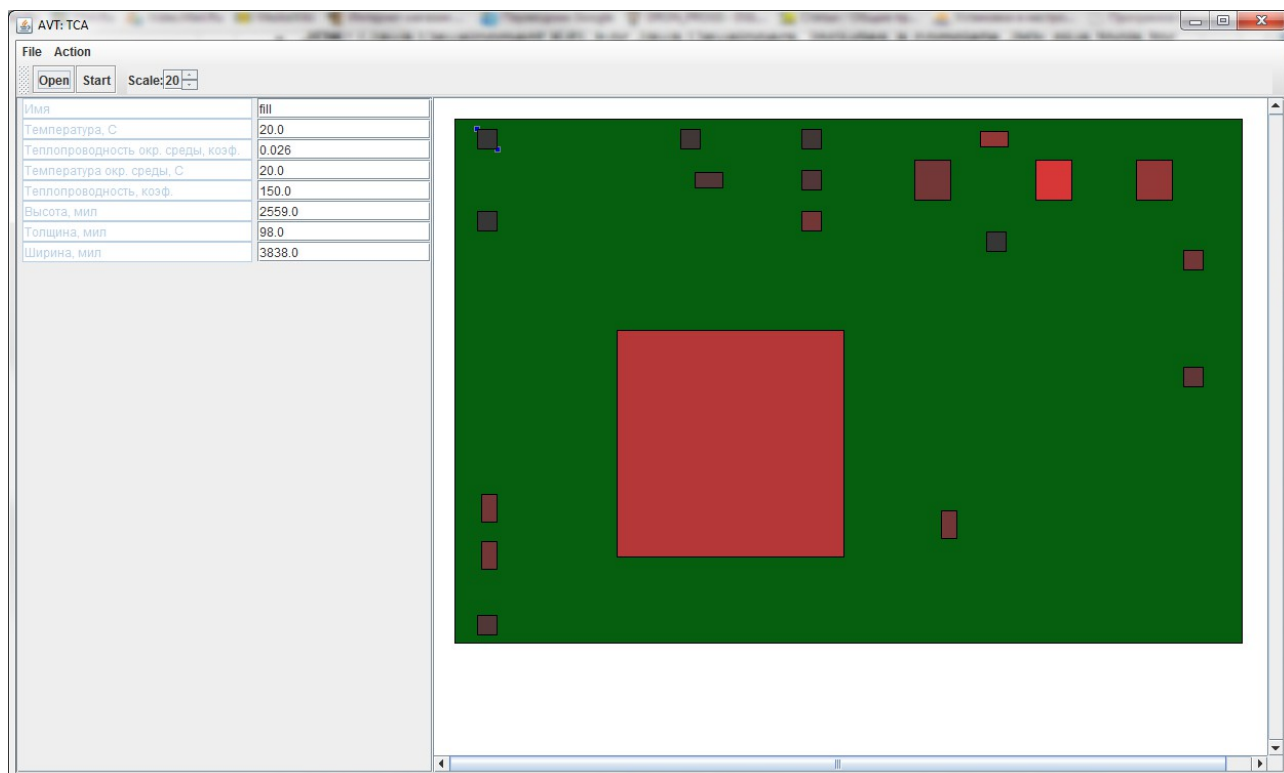 AVT: TCA
File Action
Open Start Scale: 20
Имя fill
Температура, С 20.0
Теплопроводность окр. среды, коэф. 0.026
Температура окр. среды, С 20.0
Теплопроводность, коэф. 150.0
Высота, мил 2559.0
Толщина, мил 98.0
Ширина, мил 3838.0